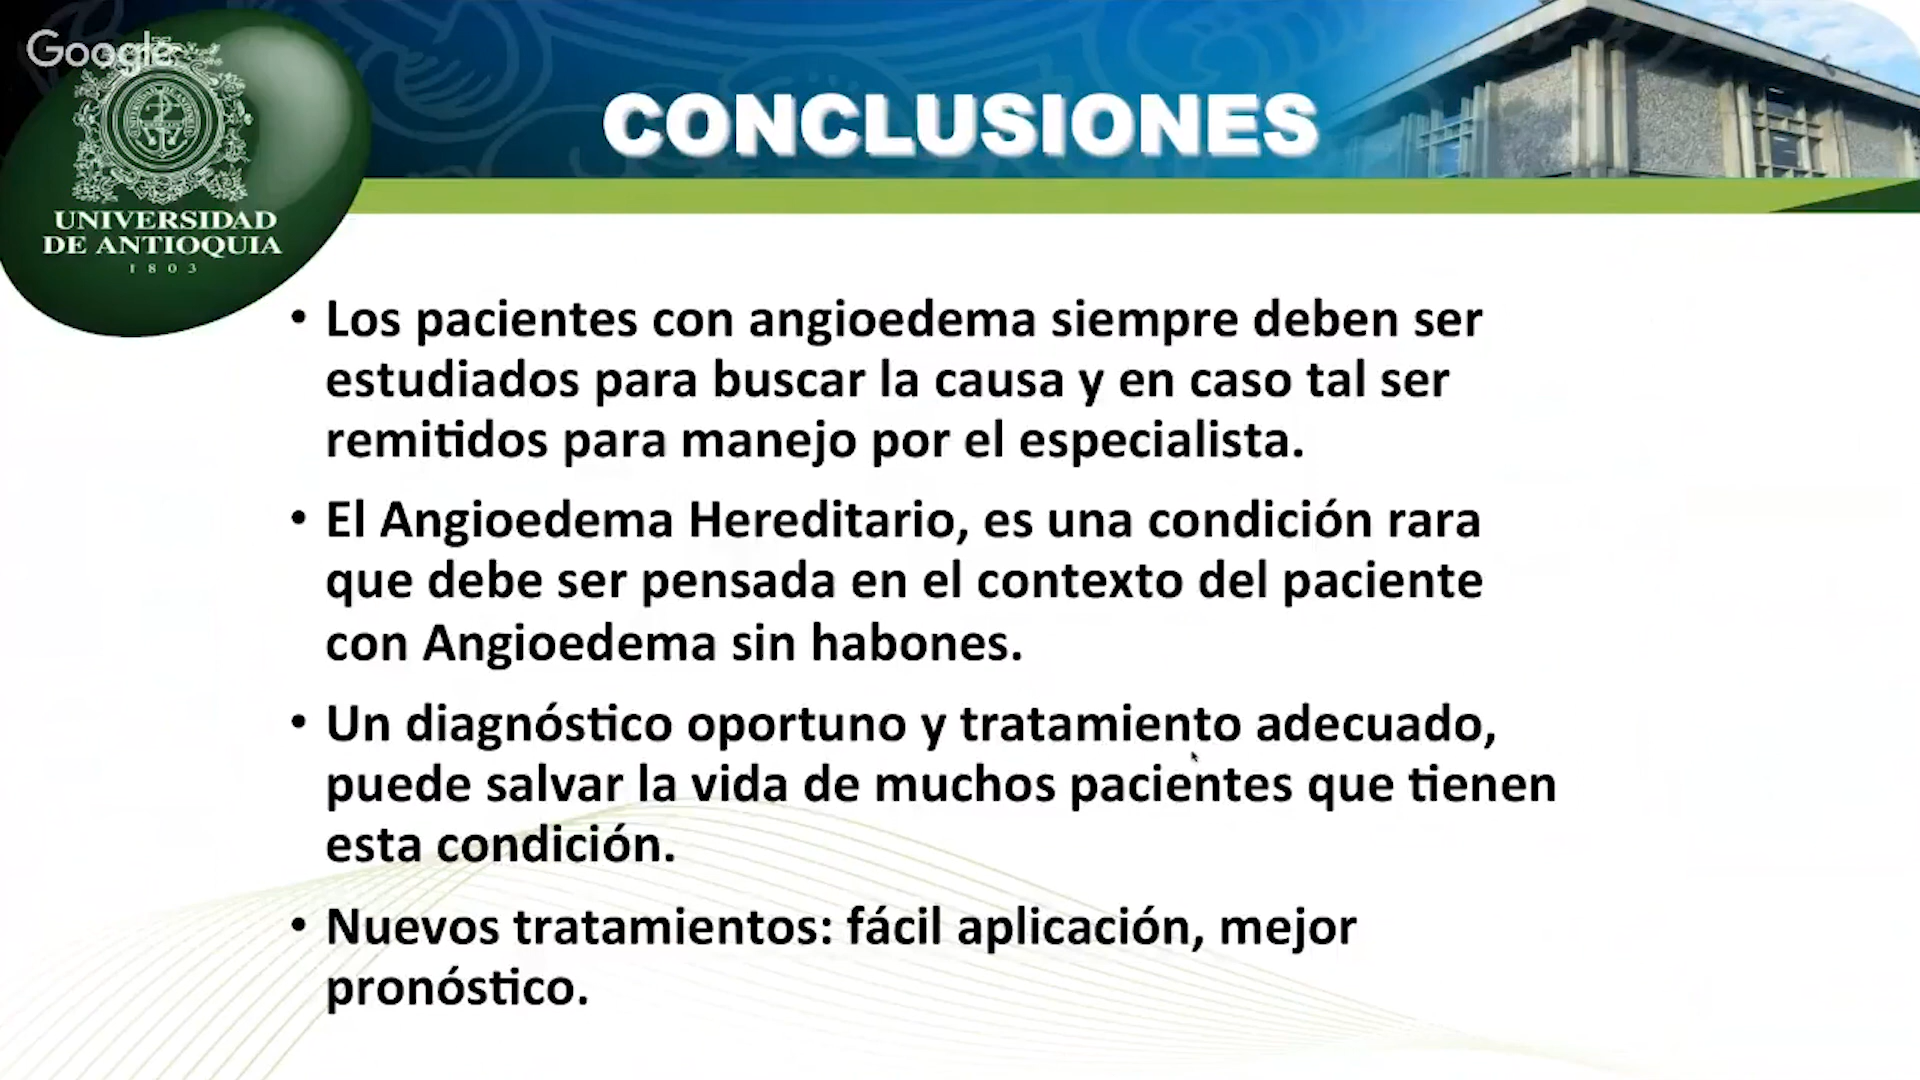 Google
CONCLUSIONES
UNIVERSIDAD
DE ANTIOQUIA
1803
• Los pacientes con angioedema siempre deben ser
estudiados para buscar la causa y en caso tal ser
remitidos para manejo por el especialista.
• El Angioedema Hereditario, es una condición rara
que debe ser pensada en el contexto del paciente
con Angioedema sin habones.
• Un diagnóstico oportuno y tratamiento adecuado,
puede salvar la vida de muchos pacientes que tienen
esta condición.
• Nuevos tratamientos: fácil aplicación, mejor
pronóstico.